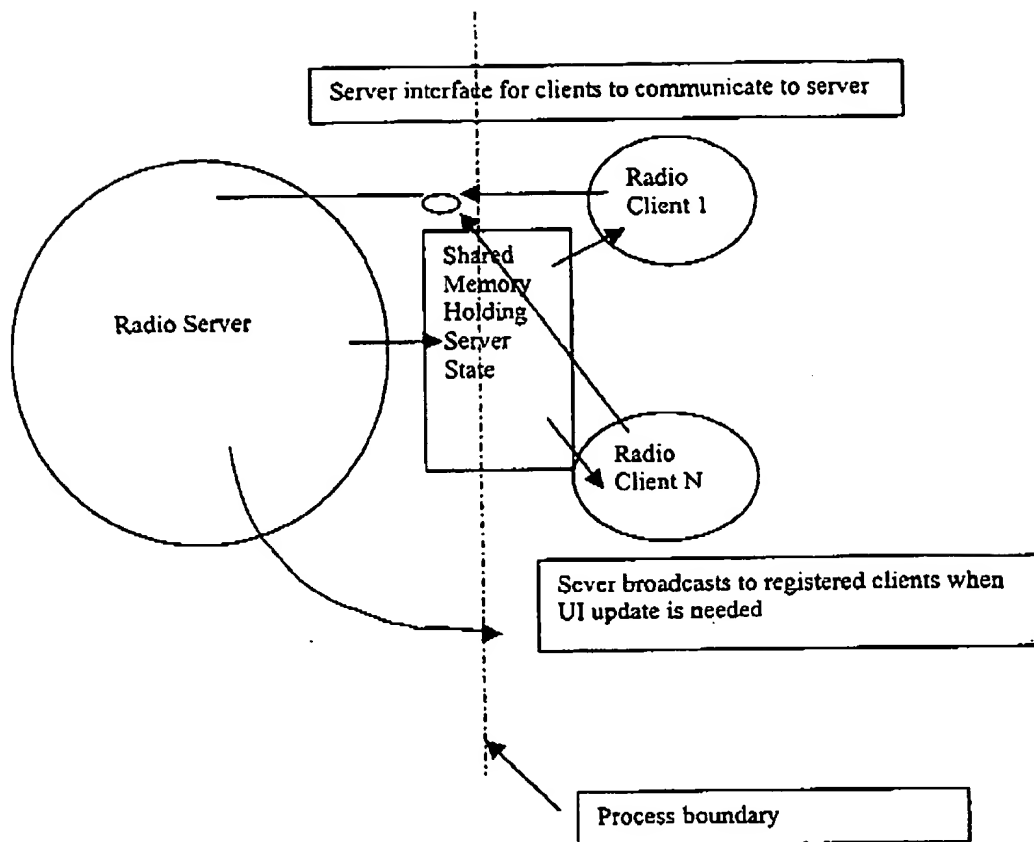 Server interface for clients to communicate to server
Radio
Client 1
Shared
Memory
Holding
Server
State
Radio Server
Radio
Client N
Sever broadcasts to registered clients when
UI update is needed
Process boundary